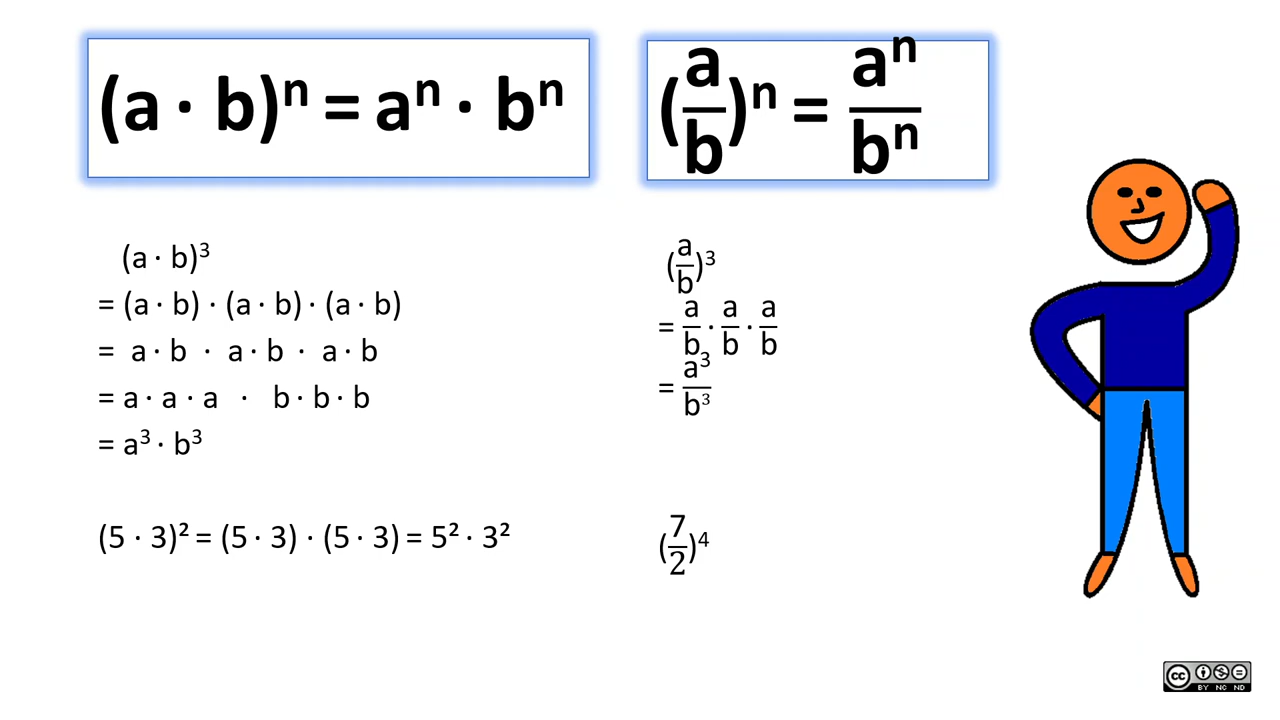 (a · b)ⁿ = aⁿ · bⁿ
(a/b)ⁿ = aⁿ/bⁿ
(a · b)³
= (a · b) · (a · b) · (a · b)
= a · b · a · b · a · b
= a · a · a · b · b · b
= a³ · b³
(5 · 3)² = (5 · 3) · (5 · 3) = 5² · 3²
(a/b)³
= a/b · a/b · a/b
= a³/b³
(7/2)⁴
cc
BY NC ND